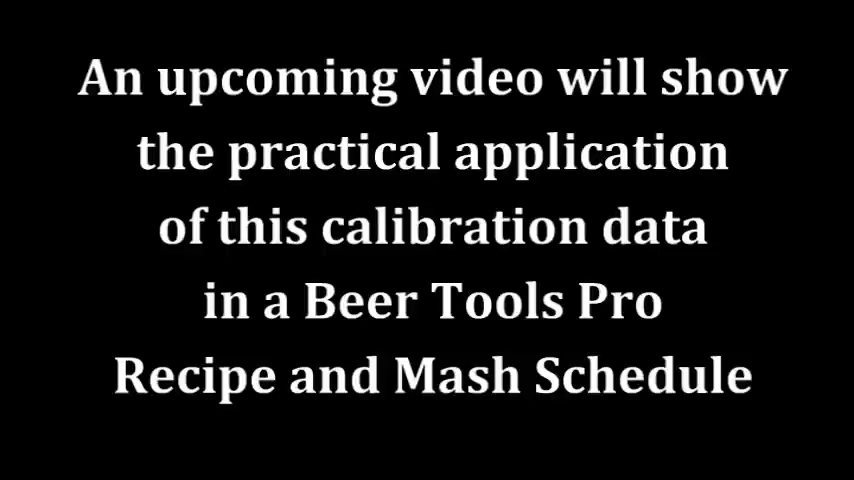 An upcoming video will show
the practical application
of this calibration data
in a Beer Tools Pro
Recipe and Mash Schedule